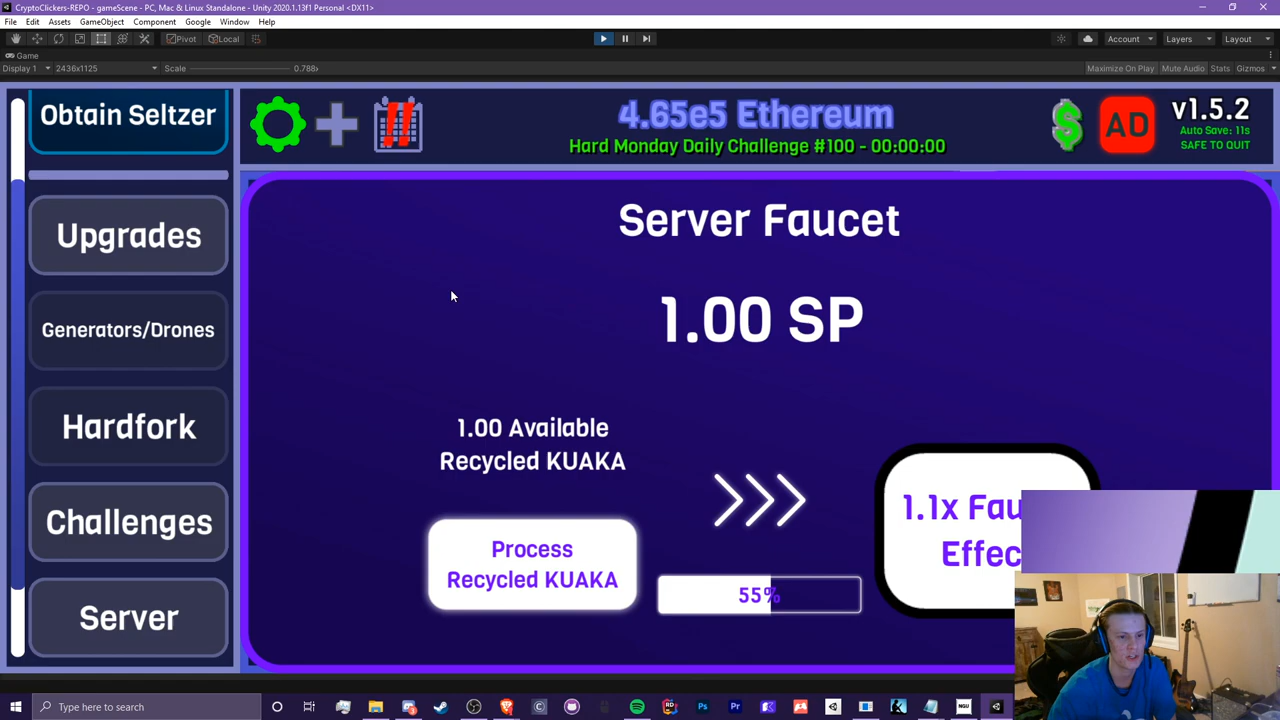 CryptoClickers-REPO - gameScene - PC, Mac & Linux Standalone - Unity 2020.1.13f1 Personal <DX11>
File Edit Assets GameObject Component Google Window Help
Pivot Local Account Layers Layout
Game
Display 1 2436x1125 Scale 0.788x Maximize On Play Mute Audio Stats Gizmos
Obtain Seltzer
4.65e5 Ethereum
Hard Monday Daily Challenge #100 - 00:00:00
AD
v1.5.2
Auto Save: 11s
SAFE TO QUIT
Upgrades
Generators/Drones
Hardfork
Challenges
Server
Server Faucet
1.00 SP
1.00 Available
Recycled KUAKA
Process
Recycled KUAKA
55%
1.1x Fau
Effec
Type here to search
NGU